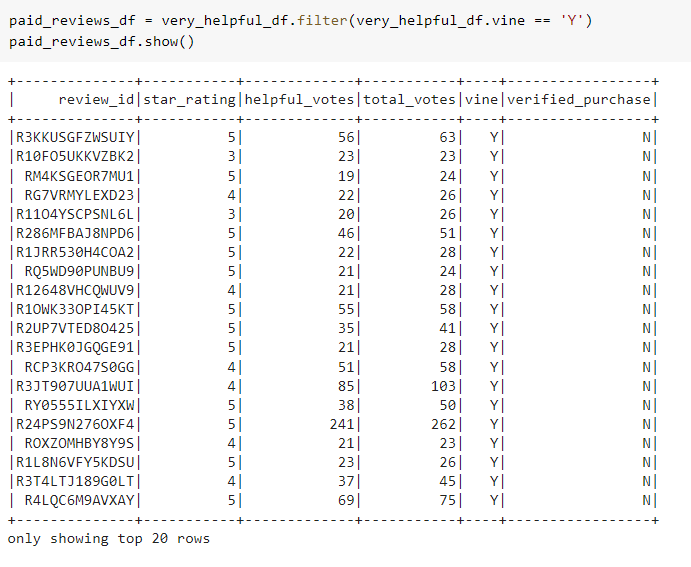 paid_reviews_df = very_helpful_df.filter(very_helpful_df.vine == 'Y')
paid_reviews_df.show()
+--------------+-----------+-------------+-----------+----+-----------------+
|     review_id|star_rating|helpful_votes|total_votes|vine|verified_purchase|
+--------------+-----------+-------------+-----------+----+-----------------+
|R3KKUSGFZWSUIY|          5|           56|         63|   Y|                N|
|R10FO5UKKVZBK2|          3|           23|         23|   Y|                N|
| RM4KSGEOR7MU1|          5|           19|         24|   Y|                N|
| RG7VRMYLEXD23|          4|           22|         26|   Y|                N|
|R11O4YSCPSNL6L|          3|           20|         26|   Y|                N|
|R286MFBAJ8NPD6|          5|           46|         51|   Y|                N|
|R1JRR530H4COA2|          5|           22|         28|   Y|                N|
| RQ5WD90PUNBU9|          5|           21|         24|   Y|                N|
|R12648VHCQWUV9|          4|           21|         28|   Y|                N|
|R1OWK33OPI45KT|          5|           55|         58|   Y|                N|
|R2UP7VTED8O425|          5|           35|         41|   Y|                N|
|R3EPHK0JGQGE91|          5|           21|         28|   Y|                N|
| RCP3KRO47S0GG|          4|           51|         58|   Y|                N|
|R3JT907UUA1WUI|          4|           85|        103|   Y|                N|
| RY0555ILXIYXW|          5|           38|         50|   Y|                N|
|R24PS9N276OXF4|          5|          241|        262|   Y|                N|
| ROXZOMHBY8Y9S|          4|           21|         23|   Y|                N|
|R1L8N6VFY5KDSU|          5|           23|         26|   Y|                N|
|R3T4LTJ189G0LT|          4|           37|         45|   Y|                N|
| R4LQC6M9AVXAY|          5|           69|         75|   Y|                N|
+--------------+-----------+-------------+-----------+----+-----------------+
only showing top 20 rows